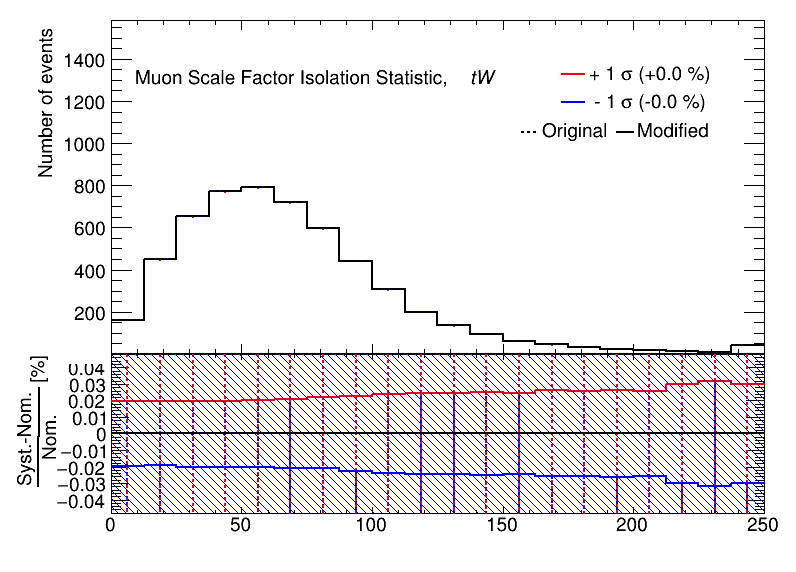 Number of events
1400
1200
1000
800
600
400
200
Muon Scale Factor Isolation Statistic, tW
+ 1 σ (+0.0 %)
- 1 σ (-0.0 %)
Original Modified
Syst.-Nom.
Nom.
[%]
0.04
0.03
0.02
0.01
0
−0.01
−0.02
−0.03
−0.04
0 50 100 150 200 250